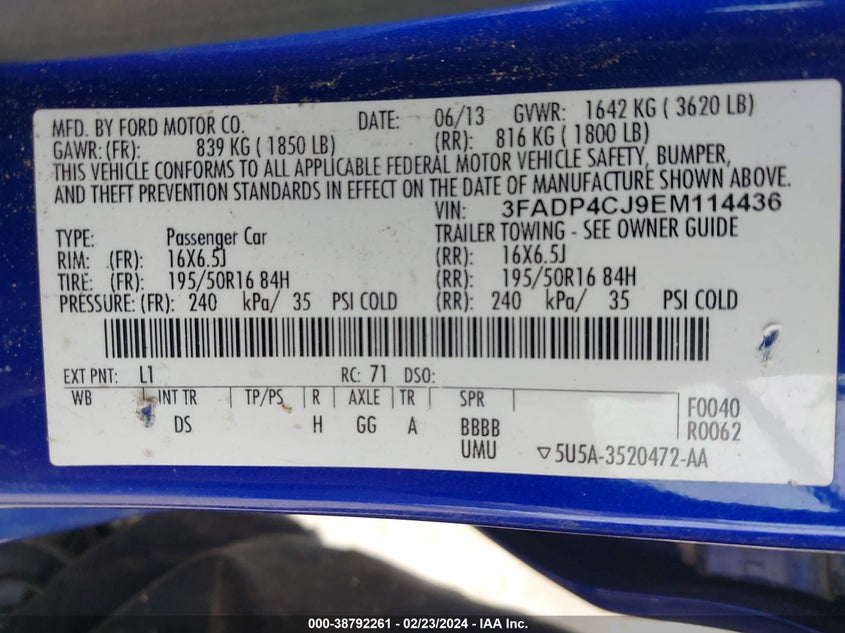 MFD. BY FORD MOTOR CO. DATE: 06/13 GVWR: 1642 KG ( 3620 LB)
GAWR: (FR): 839 KG ( 1850 LB) (RR): 816 KG ( 1800 LB)
THIS VEHICLE CONFORMS TO ALL APPLICABLE FEDERAL MOTOR VEHICLE SAFETY, BUMPER,
AND THEFT PREVENTION STANDARDS IN EFFECT ON THE DATE OF MANUFACTURE SHOWN ABOVE.
VIN: 3FADP4CJ9EM114436
TYPE: Passenger Car TRAILER TOWING - SEE OWNER GUIDE
RIM: (FR): 16X6.5J (RR): 16X6.5J
TIRE: (FR): 195/50R16 84H (RR): 195/50R16 84H
PRESSURE: (FR): 240 kPa/ 35 PSI COLD (RR): 240 kPa/ 35 PSI COLD
EXT PNT: L1 RC: 71 DSO:
WB INT TR TP/PS R AXLE TR SPR F0040
DS H GG A BBBB R0062
UMU ▽5U5A-3520472-AA
000-38792261 - 02/23/2024 - IAA Inc.